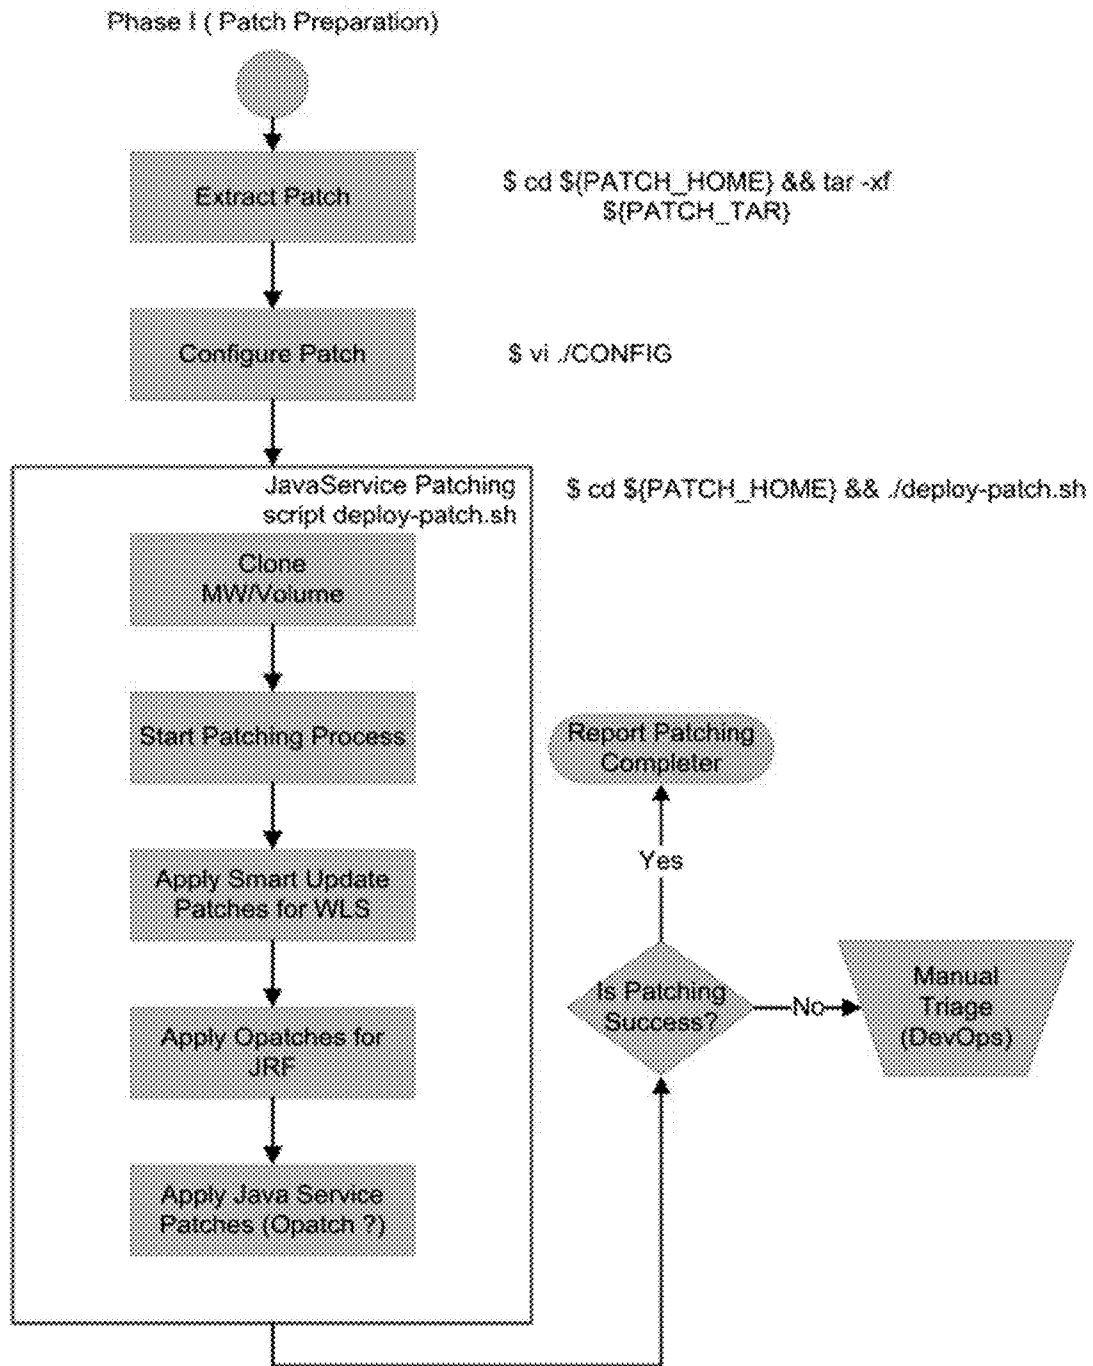 Phase I ( Patch Preparation)
Extract Patch
$ cd ${PATCH_HOME} && tar -xf
${PATCH_TAR}
Configure Patch
$ vi ./CONFIG
JavaService Patching
script deploy-patch.sh
$ cd ${PATCH_HOME} && ./deploy-patch.sh
Clone
MW/Volume
Start Patching Process
Apply Smart Update
Patches for WLS
Apply Opatches for
JRF
Apply Java Service
Patches (Opatch ?)
Report Patching
Completer
Yes
Is Patching
Success?
No
Manual
Triage
(DevOps)